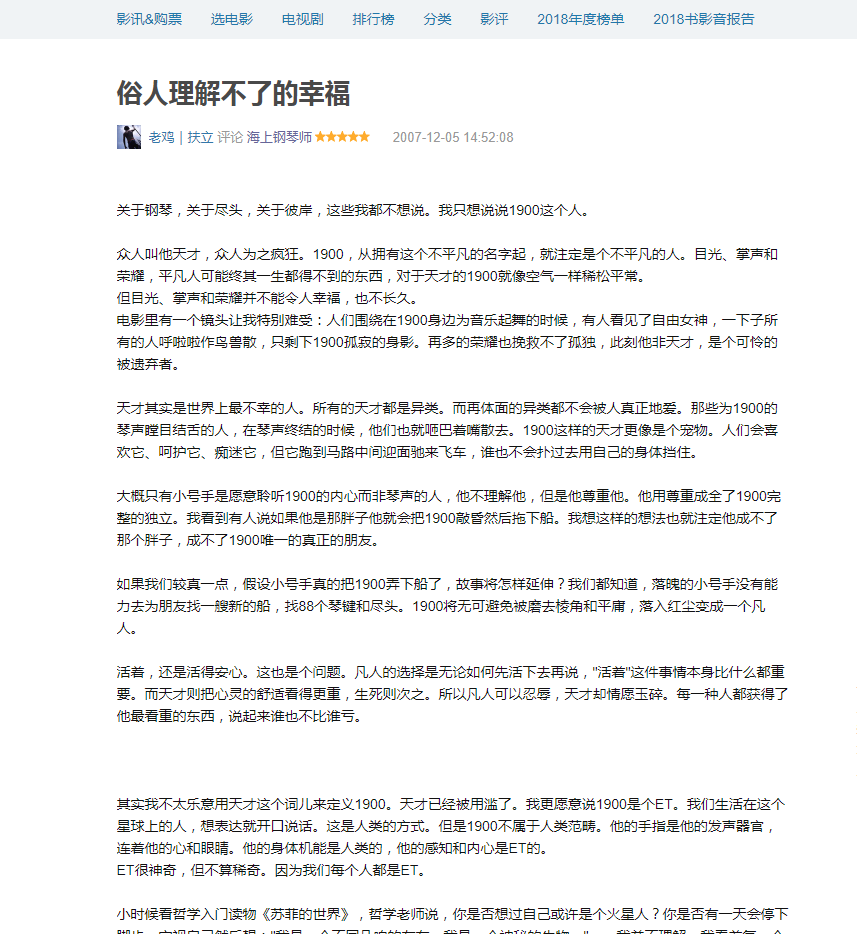 影讯&购票 选电影 电视剧 排行榜 分类 影评 2018年度榜单 2018书影音报告
俗人理解不了的幸福
老鸡 | 扶立 评论 海上钢琴师 ★★★★★ 2007-12-05 14:52:08
关于钢琴，关于尽头，关于彼岸，这些我都不想说。我只想说说1900这个人。
众人叫他天才，众人为之疯狂。1900，从拥有这个不平凡的名字起，就注定是个不平凡的人。目光、掌声和
荣耀，平凡人可能终其一生都得不到的东西，对于天才的1900就像空气一样稀松平常。
但目光、掌声和荣耀并不能令人幸福，也不长久。
电影里有一个镜头让我特别难受：人们围绕在1900身边为音乐起舞的时候，有人看见了自由女神，一下子所
有的人呼啦啦作鸟兽散，只剩下1900孤寂的身影。再多的荣耀也挽救不了孤独，此刻他非天才，是个可怜的
被遗弃者。
天才其实是世界上最不幸的人。所有的天才都是异类。而再体面的异类都不会被人真正地爱。那些为1900的
琴声瞠目结舌的人，在琴声终结的时候，他们也就咂巴着嘴散去。1900这样的天才更像是个宠物。人们会喜
欢它、呵护它、痴迷它，但它跑到马路中间迎面驰来飞车，谁也不会扑过去用自己的身体挡住。
大概只有小号手是愿意聆听1900的内心而非琴声的人，他不理解他，但是他尊重他。他用尊重成全了1900完
整的独立。我看到有人说如果他是那胖子他就会把1900敲昏然后拖下船。我想这样的想法也就注定他成不了
那个胖子，成不了1900唯一的真正的朋友。
如果我们较真一点，假设小号手真的把1900弄下船了，故事将怎样延伸？我们都知道，落魄的小号手没有能
力去为朋友找一艘新的船，找88个琴键和尽头。1900将无可避免被磨去棱角和平庸，落入红尘变成一个凡
人。
活着，还是活得安心。这也是个问题。凡人的选择是无论如何先活下去再说，"活着"这件事情本身比什么都重
要。而天才则把心灵的舒适看得更重，生死则次之。所以凡人可以忍辱，天才却情愿玉碎。每一种人都获得了
他最看重的东西，说起来谁也不比谁亏。
其实我不太乐意用天才这个词儿来定义1900。天才已经被用滥了。我更愿意说1900是个ET。我们生活在这个
星球上的人，想表达就开口说话。这是人类的方式。但是1900不属于人类范畴。他的手指是他的发声器官，
连着他的心和眼睛。他的身体机能是人类的，他的感知和内心是ET的。
ET很神奇，但不算稀奇。因为我们每个人都是ET。
小时候看哲学入门读物《苏菲的世界》，哲学老师说，你是否想过自己或许是个火星人？你是否有一天会停下